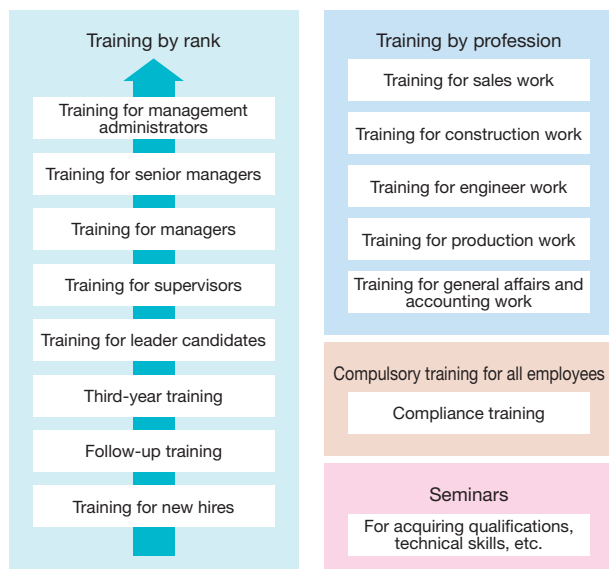 Training by rank
Training for management
administrators
Training for senior managers
Training for managers
Training for supervisors
Training for leader candidates
Third-year training
Follow-up training
Training for new hires
Training by profession
Training for sales work
Training for construction work
Training for engineer work
Training for production work
Training for general affairs and
accounting work
Compulsory training for all employees
Compliance training
Seminars
For acquiring qualifications,
technical skills, etc.